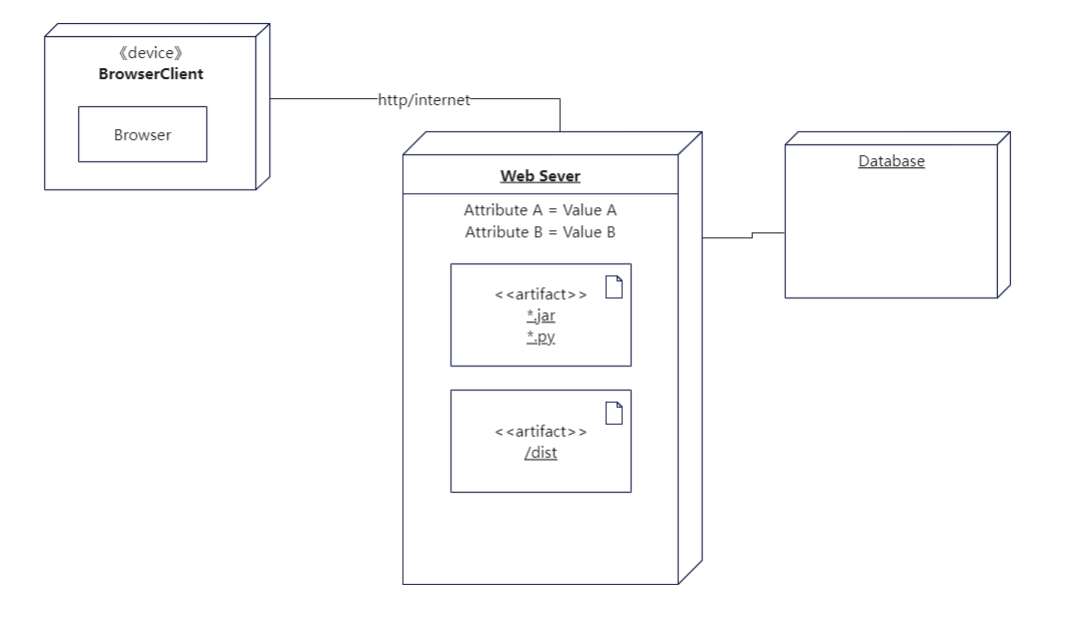 《device》
BrowserClient
Browser
http/internet
Web Sever
Attribute A = Value A
Attribute B = Value B
<<artifact>>
*.jar
*.py
<<artifact>>
/dist
Database